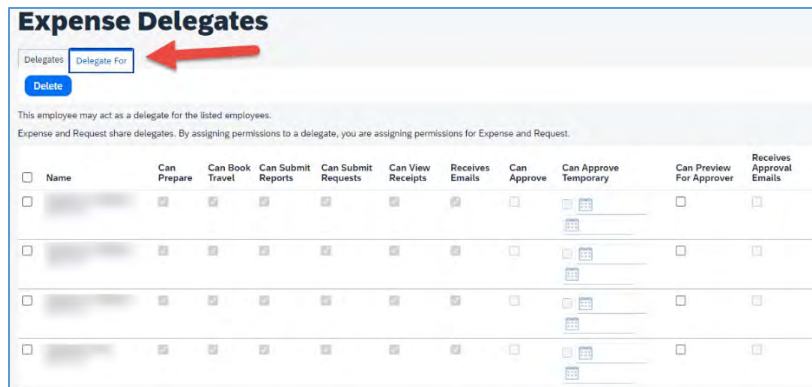 Expense Delegates
Delegates Delegate For
Delete
This employee may act as a delegate for the listed employees.
Expense and Request share delegates. By assigning permissions to a delegate, you are assigning permissions for Expense and Request.
Name Can Prepare Can Book Travel Can Submit Reports Can Submit Requests Can View Receipts Receives Emails Can Approve Can Approve Temporary Can Preview For Approver Receives Approval Emails